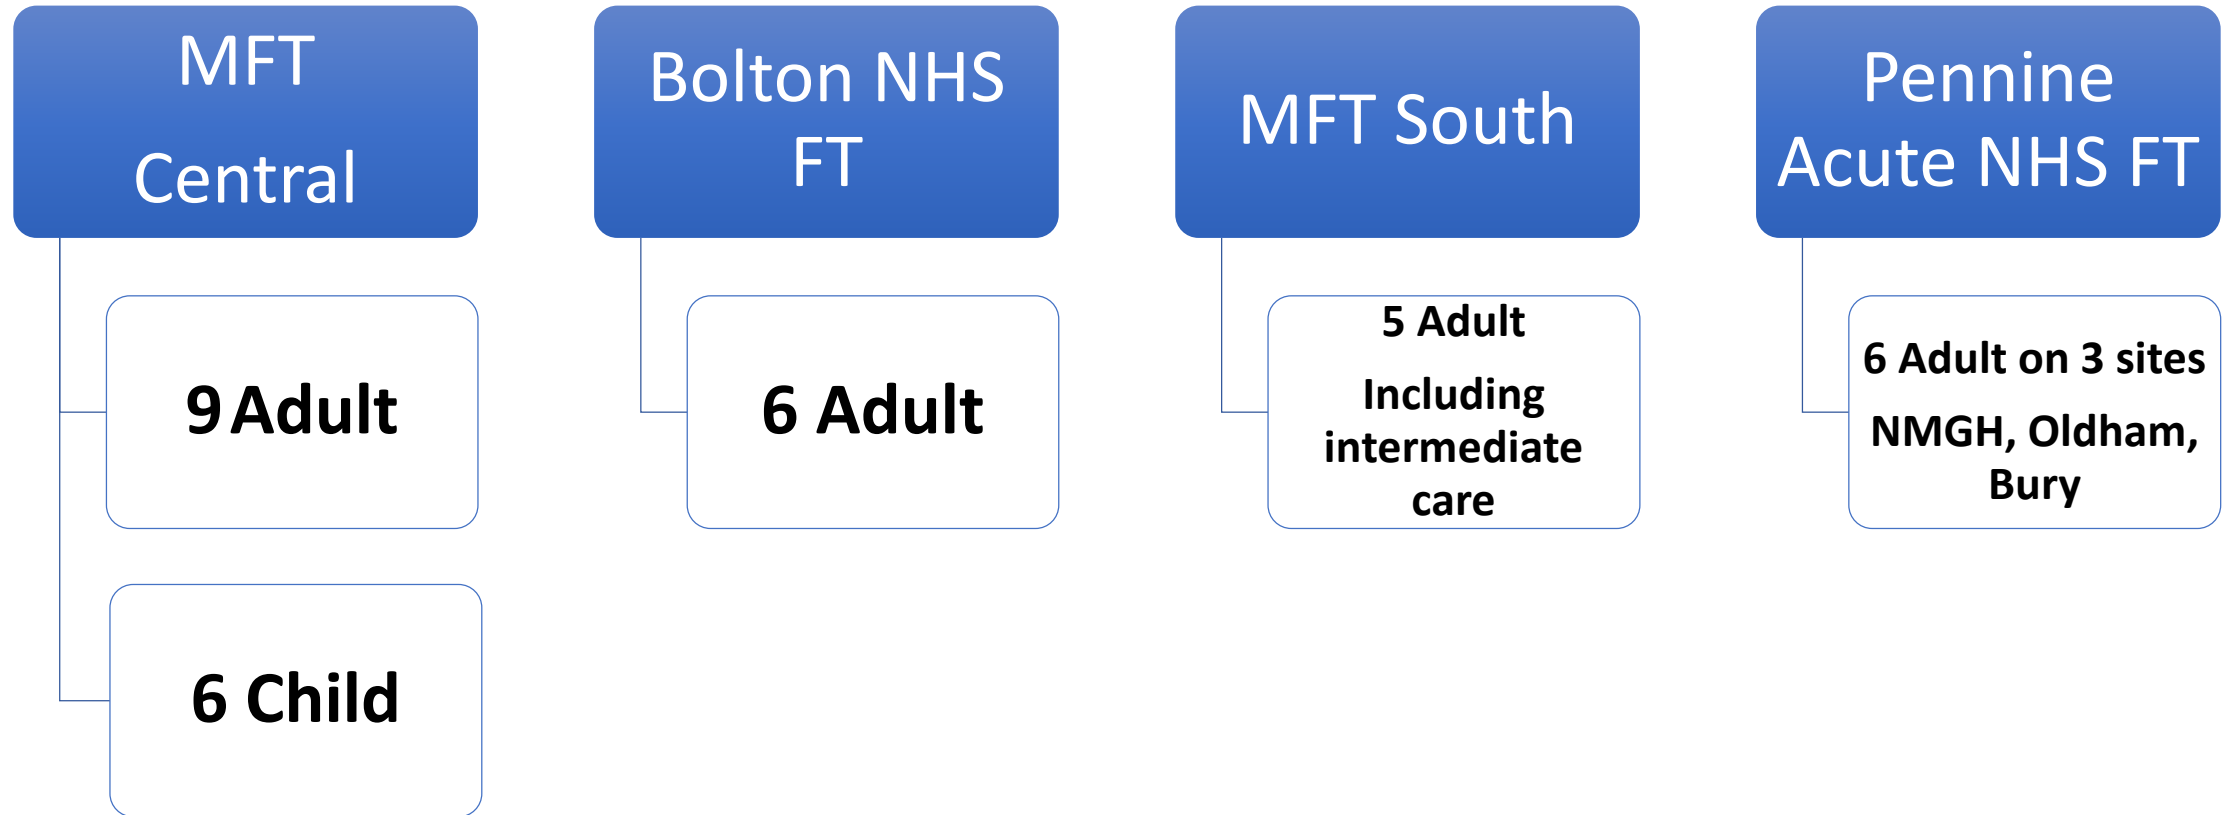 MFT
Central
9 Adult
6 Child
Bolton NHS
FT
6 Adult
MFT South
5 Adult
Including
intermediate
care
Pennine
Acute NHS FT
6 Adult on 3 sites
NMGH, Oldham,
Bury